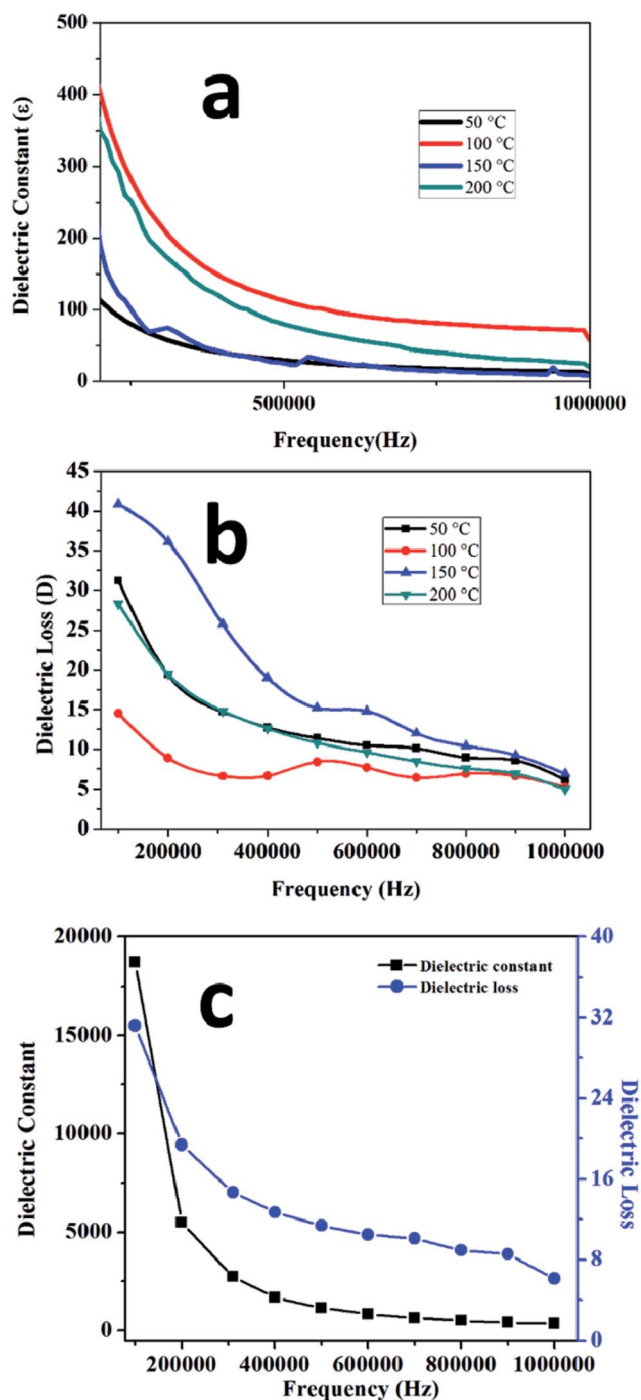 a
500
400
300
200
100
0
Dielectric Constant (ε)
50 °C
100 °C
150 °C
200 °C
500000 1000000
Frequency(Hz)
b
45
40
35
30
25
20
15
10
5
0
Dielectric Loss (D)
50 °C
100 °C
150 °C
200 °C
200000 400000 600000 800000 1000000
Frequency (Hz)
c
20000
15000
10000
5000
0
Dielectric Constant
Dielectric constant
Dielectric loss
40
32
24
16
8
0
Dielectric Loss
200000 400000 600000 800000 1000000
Frequency (Hz)